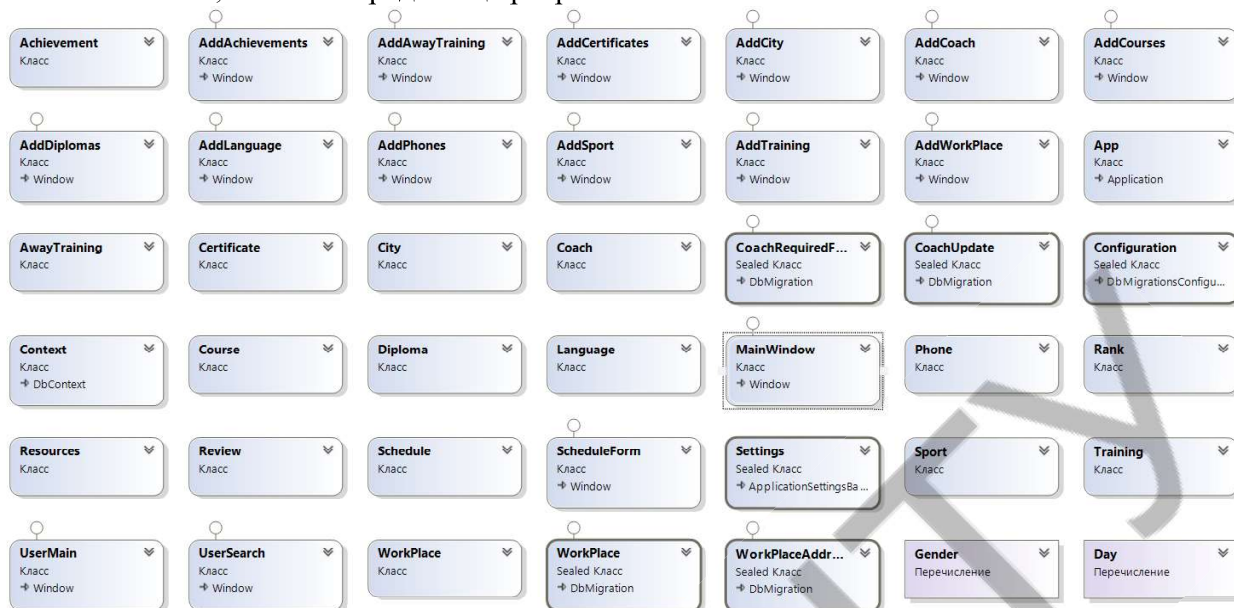 Achievement
Класс
AddAchievements
Класс
Window
AddAwayTraining
Класс
Window
AddCertificates
Класс
Window
AddCity
Класс
Window
AddCoach
Класс
Window
AddCourses
Класс
Window
AddDiplomas
Класс
Window
AddLanguage
Класс
Window
AddPhones
Класс
Window
AddSport
Класс
Window
AddTraining
Класс
Window
AddWorkPlace
Класс
Window
App
Класс
Application
AwayTraining
Класс
Certificate
Класс
City
Класс
Coach
Класс
CoachRequiredF...
Sealed Класс
DbMigration
CoachUpdate
Sealed Класс
DbMigration
Configuration
Sealed Класс
DbMigrationsConfigu...
Context
Класс
DbContext
Course
Класс
Diploma
Класс
Language
Класс
MainWindow
Класс
Window
Phone
Класс
Rank
Класс
Resources
Класс
Review
Класс
Schedule
Класс
ScheduleForm
Класс
Window
Settings
Sealed Класс
ApplicationSettingsBa...
Sport
Класс
Training
Класс
UserMain
Класс
Window
UserSearch
Класс
Window
WorkPlace
Класс
WorkPlace
Sealed Класс
DbMigration
WorkPlaceAddr...
Sealed Класс
DbMigration
Gender
Перечисление
Day
Перечисление